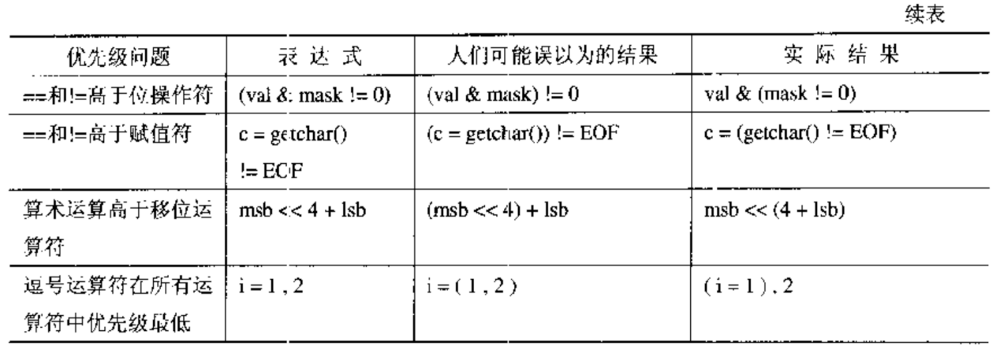 续表
优先级问题 表达式 人们可能误以为的结果 实际结果
==和!=高于位操作符 (val & mask != 0) (val & mask) != 0 val & (mask != 0)
==和!=高于赋值符 c = getchar() (c = getchar()) != EOF c = (getchar() != EOF)
!= EOF
算术运算高于移位运 msb << 4 + lsb (msb << 4) + lsb msb << (4 + lsb)
算符
逗号运算符在所有运 i = 1 , 2 i = ( 1 , 2 ) ( i = 1 ) , 2
算符中优先级最低